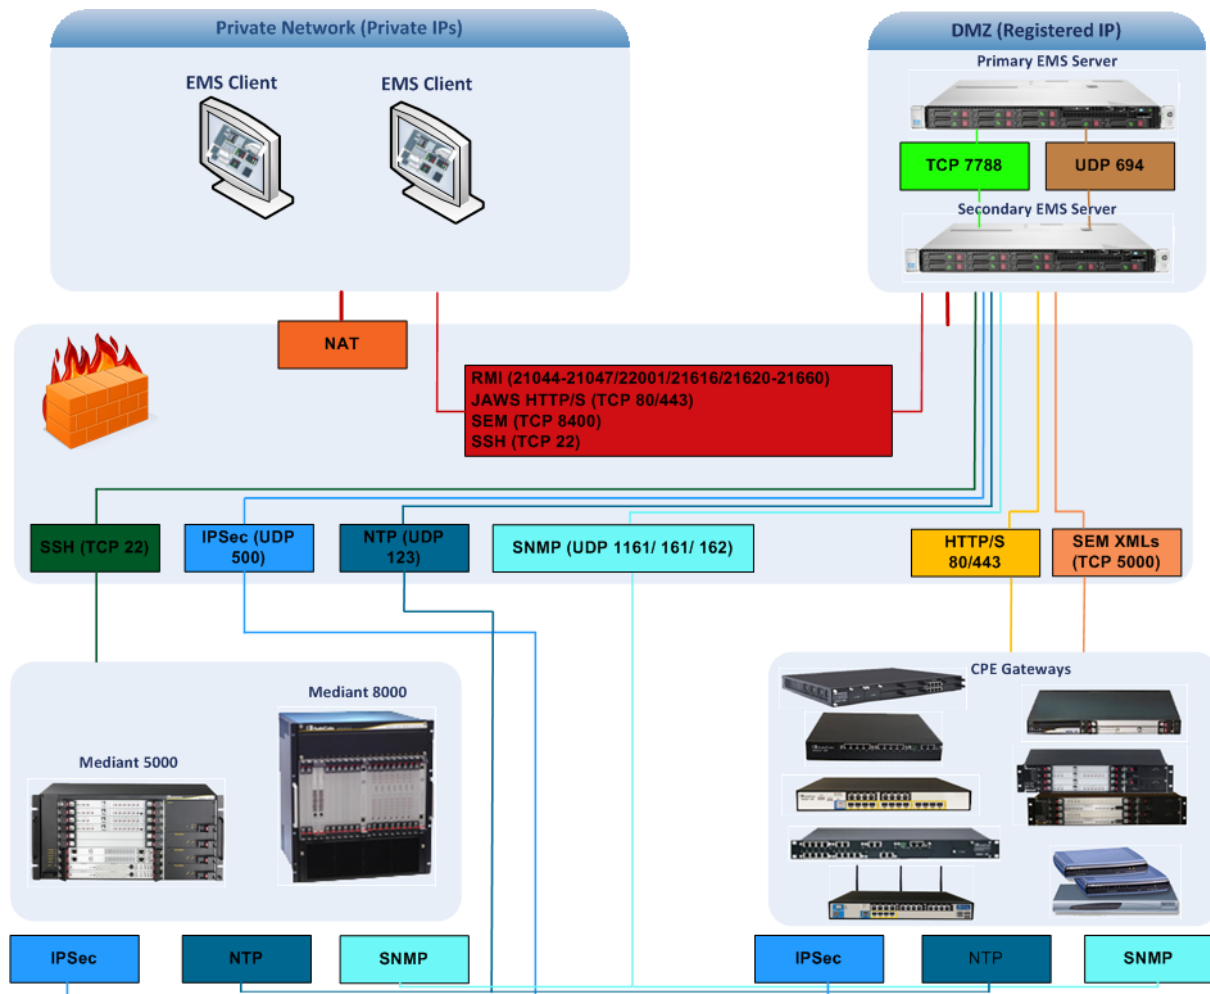 Private Network (Private IPs)
DMZ (Registered IP)
EMS Client
EMS Client
Primary EMS Server
TCP 7788
UDP 694
Secondary EMS Server
NAT
RMI (21044-21047/22001/21616/21620-21660)
JAWS HTTP/S (TCP 80/443)
SEM (TCP 8400)
SSH (TCP 22)
SSH (TCP 22)
IPSec (UDP
500)
NTP (UDP
123)
SNMP (UDP 1161/ 161/ 162)
HTTP/S
80/443
SEM XMLs
(TCP 5000)
Mediant 5000
Mediant 8000
CPE Gateways
IPSec
NTP
SNMP
IPSec
NTP
SNMP